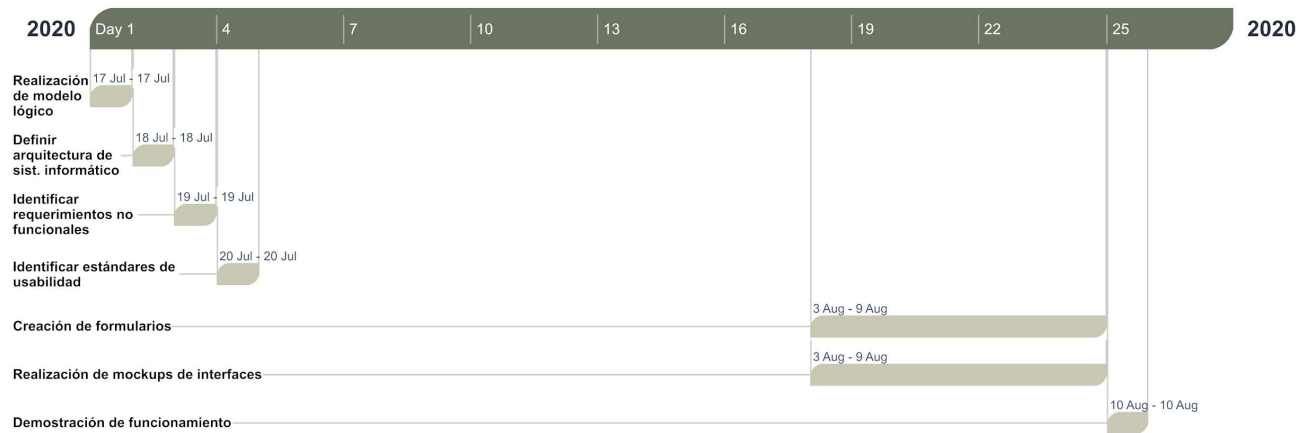 2020 Day 1 4 7 10 13 16 19 22 25 2020
17 Jul - 17 Jul
Realización
de modelo
lógico
18 Jul - 18 Jul
Definir
arquitectura de
sist. informático
19 Jul - 19 Jul
Identificar
requerimientos no
funcionales
20 Jul - 20 Jul
Identificar estándares de
usabilidad
3 Aug - 9 Aug
Creación de formularios
3 Aug - 9 Aug
Realización de mockups de interfaces
10 Aug - 10 Aug
Demostración de funcionamiento